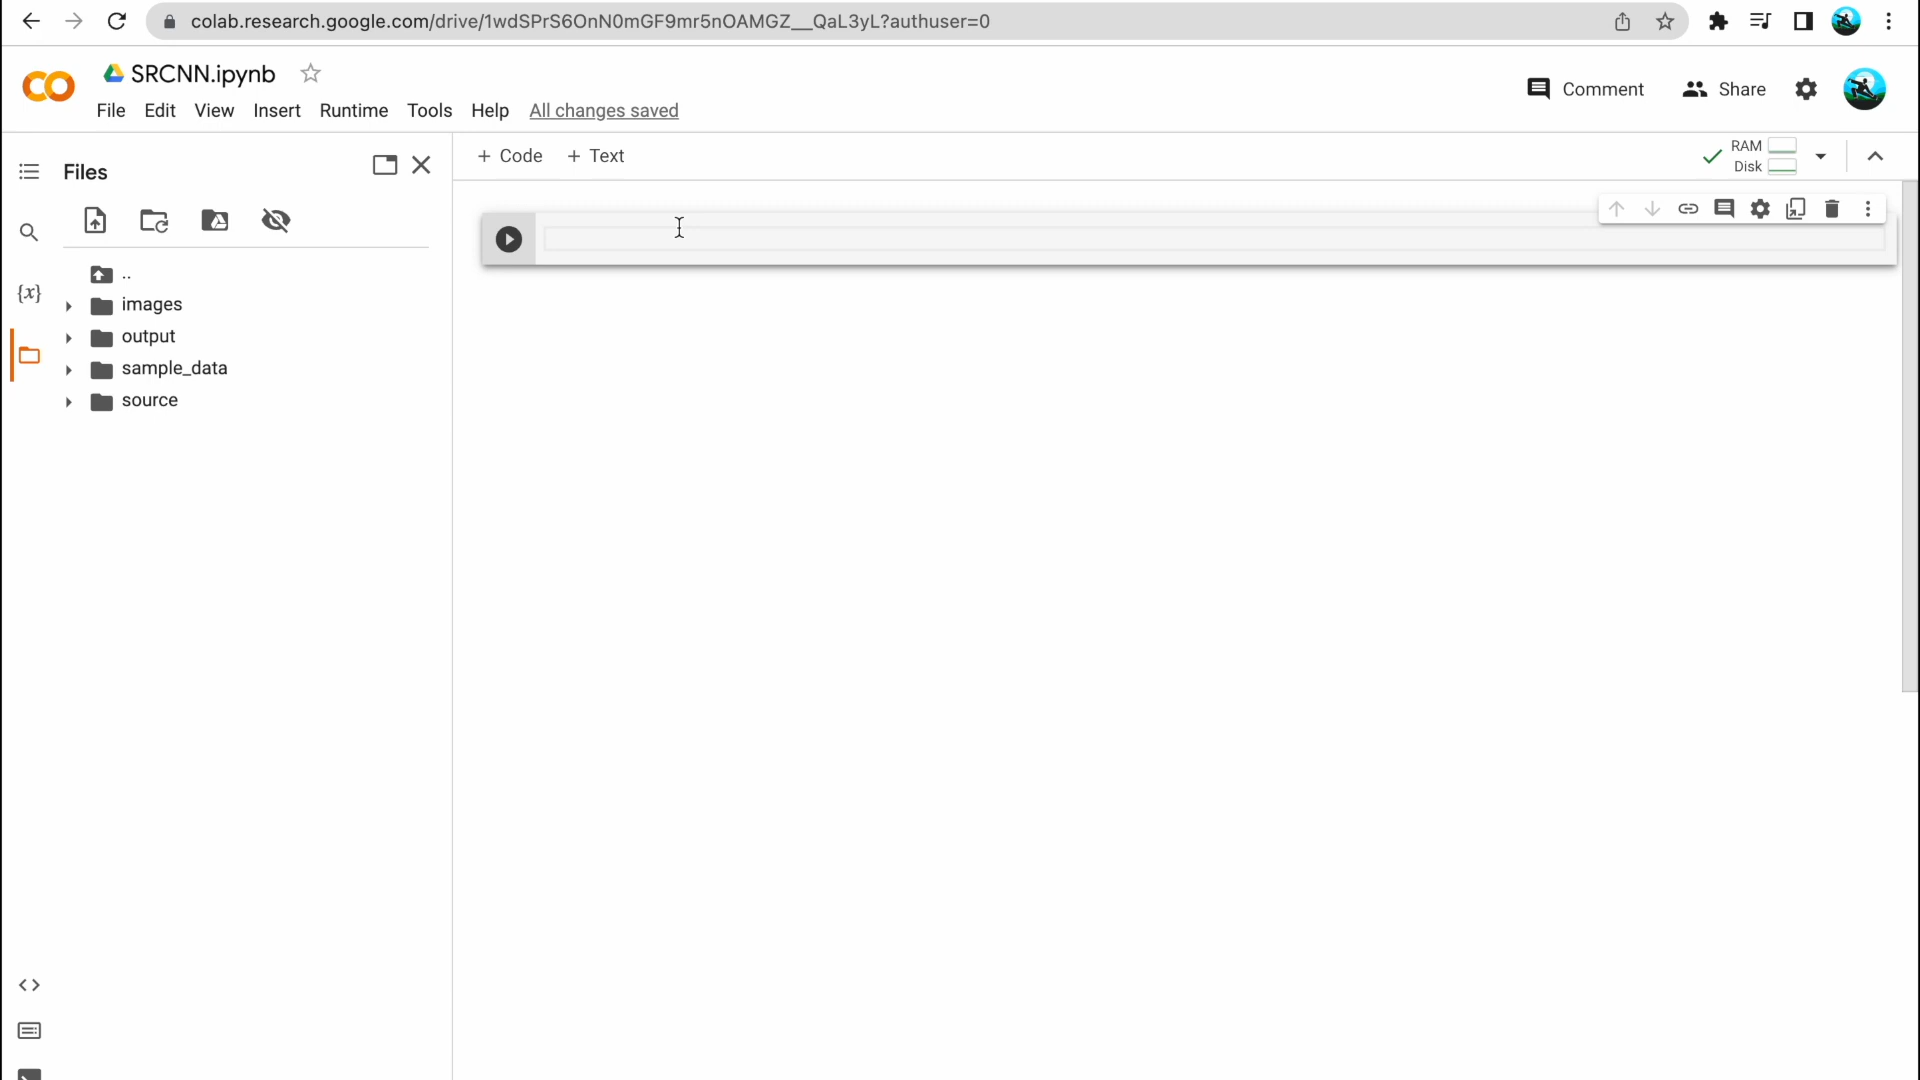 colab.research.google.com/drive/1wdSPrS6OnN0mGF9mr5nOAMGZ__QaL3yL?authuser=0
SRCNN.ipynb
File Edit View Insert Runtime Tools Help All changes saved
Comment Share
Files
+ Code + Text
RAM
Disk
{x}
..
images
output
sample_data
source